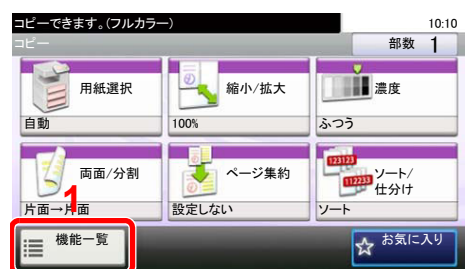 コピーできます。(フルカラー)
10:10
コピー
部数 1
用紙選択
自動
縮小/拡大
100%
濃度
ふつう
両面/分割
片面→片面
ページ集約
設定しない
123123
112233
ソート/
仕分け
ソート
1
機能一覧
お気に入り